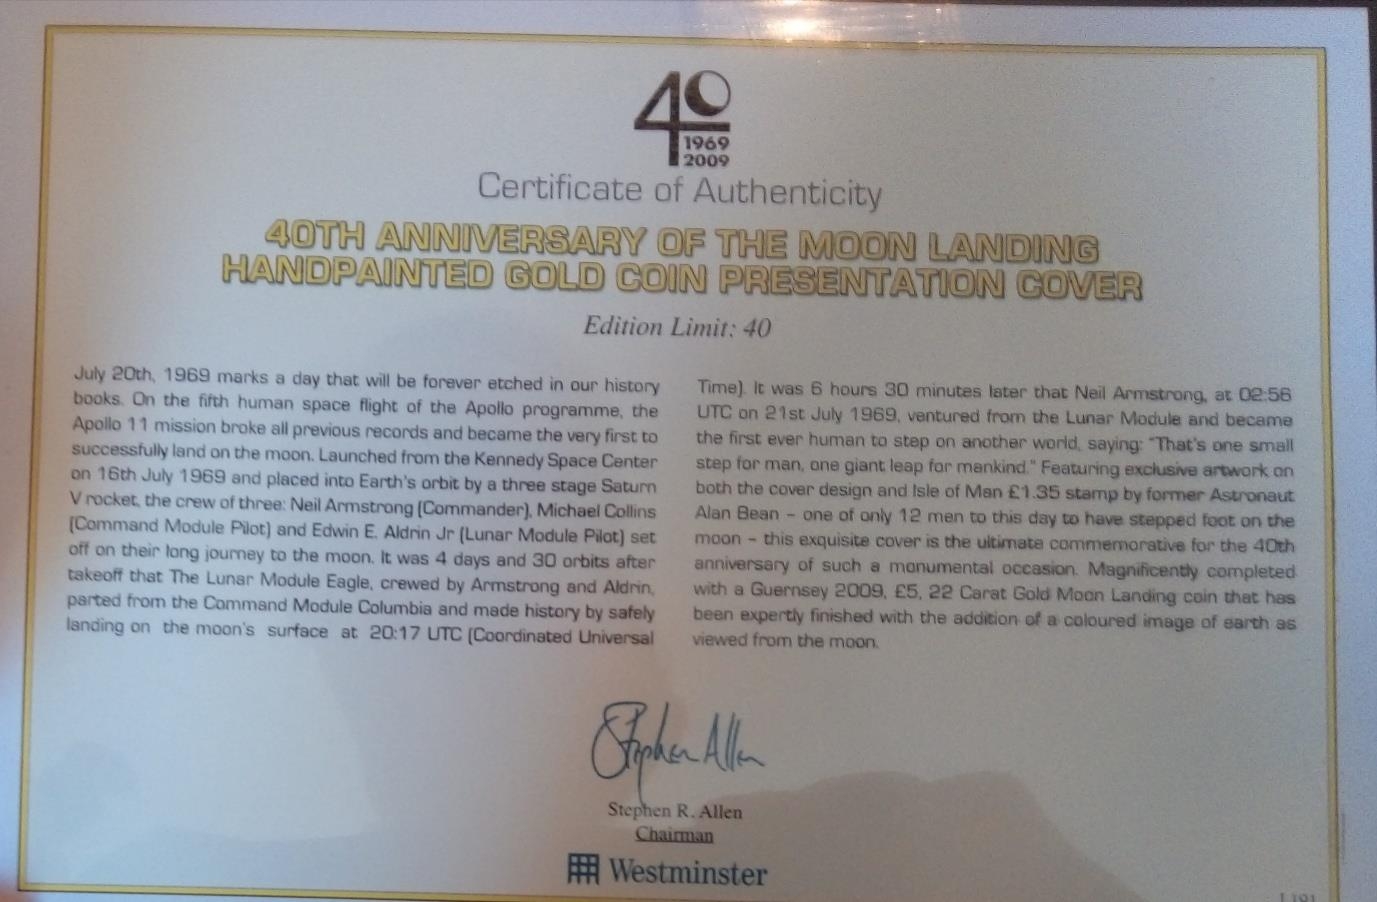 40
1969
2009
Certificate of Authenticity
40TH ANNIVERSARY OF THE MOON LANDING
HANDPAINTED GOLD COIN PRESENTATION COVER
Edition Limit: 40
July 20th, 1969 marks a day that will be forever etched in our history
books. On the fifth human space flight of the Apollo programme, the
Apollo 11 mission broke all previous records and became the very first to
successfully land on the moon. Launched from the Kennedy Space Center
on 16th July 1969 and placed into Earth's orbit by a three stage Saturn
V rocket, the crew of three: Neil Armstrong (Commander), Michael Collins
(Command Module Pilot) and Edwin E. Aldrin Jr (Lunar Module Pilot) set
off on their long journey to the moon. It was 4 days and 30 orbits after
takeoff that The Lunar Module Eagle, crewed by Armstrong and Aldrin,
parted from the Command Module Columbia and made history by safely
landing on the moon's surface at 20:17 UTC (Coordinated Universal
Time). It was 6 hours 30 minutes later that Neil Armstrong, at 02:56
UTC on 21st July 1969, ventured from the Lunar Module and became
the first ever human to step on another world, saying: "That's one small
step for man, one giant leap for mankind." Featuring exclusive artwork on
both the cover design and Isle of Man £1.35 stamp by former Astronaut
Alan Bean – one of only 12 men to this day to have stepped foot on the
moon – this exquisite cover is the ultimate commemorative for the 40th
anniversary of such a monumental occasion. Magnificently completed
with a Guernsey 2009, £5, 22 Carat Gold Moon Landing coin that has
been expertly finished with the addition of a coloured image of earth as
viewed from the moon.
Stephen Allen
Stephen R. Allen
Chairman
Westminster